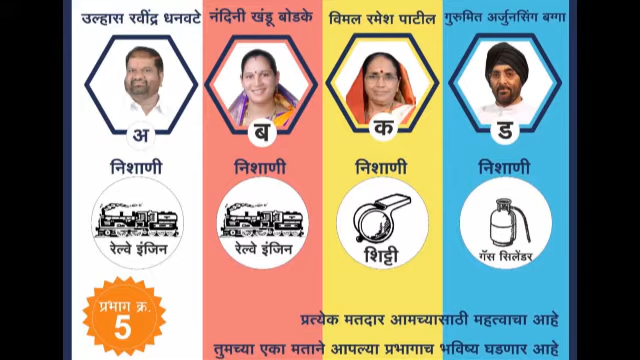 उल्हास रवींद्र धनवटे
नंदिनी खंडू बोडके
विमल रमेश पाटील
गुरुमित अर्जुनसिंग बग्गा
अ
ब
क
ड
निशाणी
निशाणी
निशाणी
निशाणी
रेल्वे इंजिन
रेल्वे इंजिन
शिट्टी
गॅस सिलेंडर
प्रभाग क्र.
5
प्रत्येक मतदार आमच्यासाठी महत्वाचा आहे
तुमच्या एका मताने आपल्या प्रभागाच भविष्य घडणार आहे